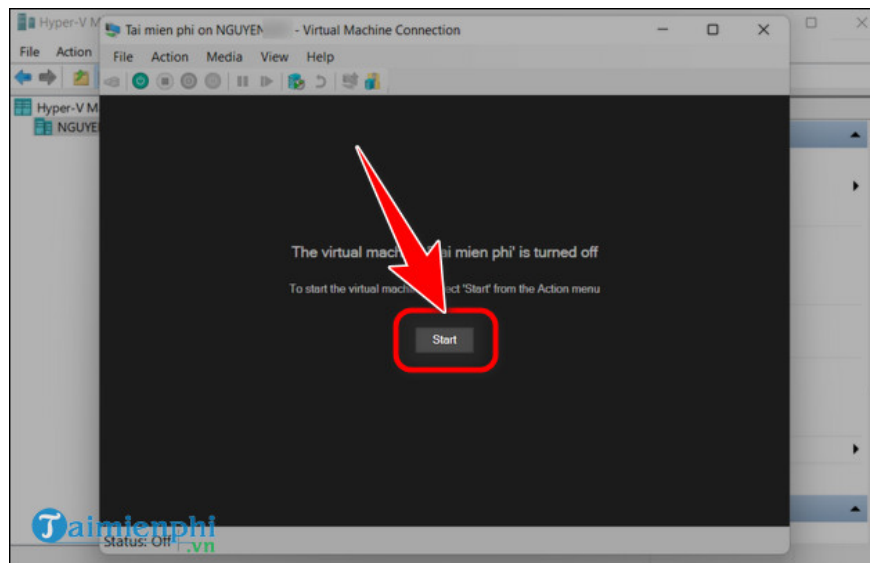 Hyper-V M
File Action
Hyper-V M
NGUYE
Tai mien phi on NGUYEN - Virtual Machine Connection
File Action Media View Help
The virtual mach ai mien phi' is turned off
To start the virtual mach ect 'Start' from the Action menu
Start
Status: Off
Taimienphi
.vn